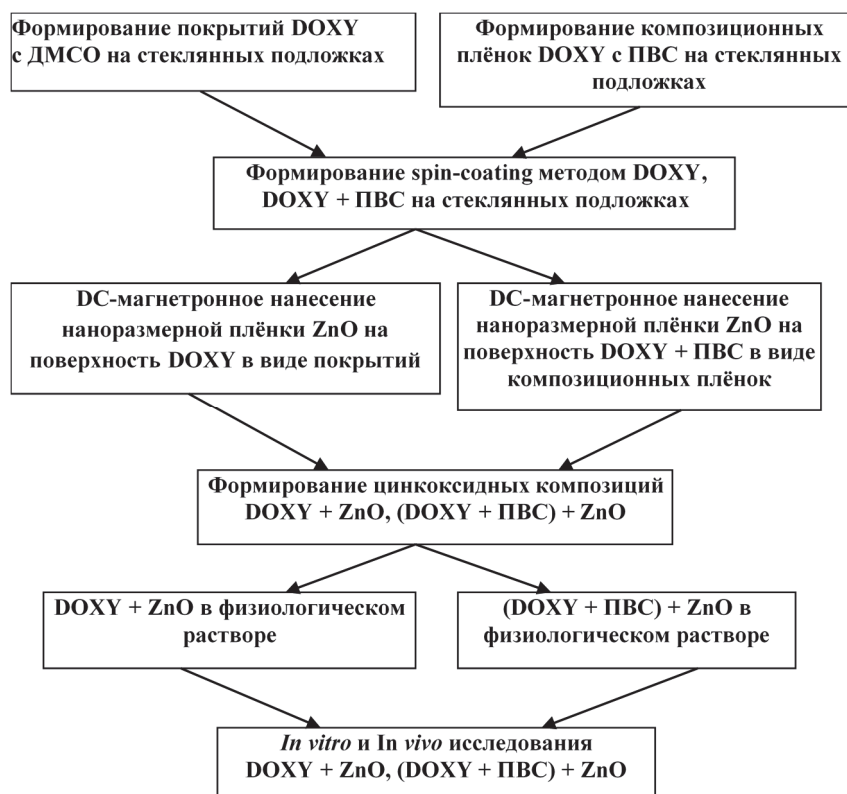 Формирование покрытий DOXY
с ДМСО на стеклянных подложках
Формирование композиционных
плёнок DOXY с ПВС на стеклянных
подложках
Формирование spin-coating методом DOXY,
DOXY + ПВС на стеклянных подложках
DC-магнетронное нанесение
наноразмерной плёнки ZnO на
поверхность DOXY в виде покрытий
DC-магнетронное нанесение
наноразмерной плёнки ZnO на
поверхность DOXY + ПВС в виде
композиционных плёнок
Формирование цинкоксидных композиций
DOXY + ZnO, (DOXY + ПВС) + ZnO
DOXY + ZnO в физиологическом
растворе
(DOXY + ПВС) + ZnO в
физиологическом растворе
In vitro и In vivo исследования
DOXY + ZnO, (DOXY + ПВС) + ZnO